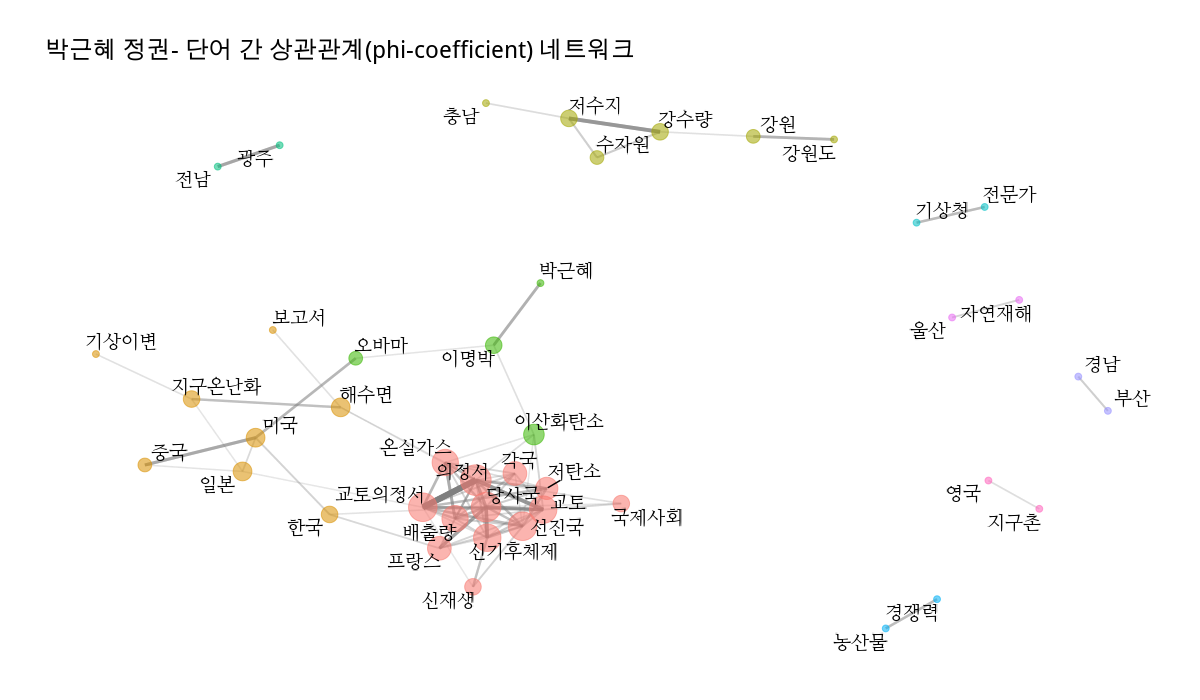 박근혜 정권- 단어 간 상관관계(phi-coefficient) 네트워크
저수지
충남
강수량
강원
수자원
강원도
광주
전남
전문가
기상청
박근혜
자연재해
울산
보고서
기상이변
오바마
이명박
경남
부산
지구온난화
해수면
이산화탄소
미국
온실가스
중국
각국
의정서
저탄소
일본
교토의정서
당사국
교토
국제사회
영국
지구촌
한국
배출량
선진국
신기후체제
프랑스
신재생
경쟁력
농산물